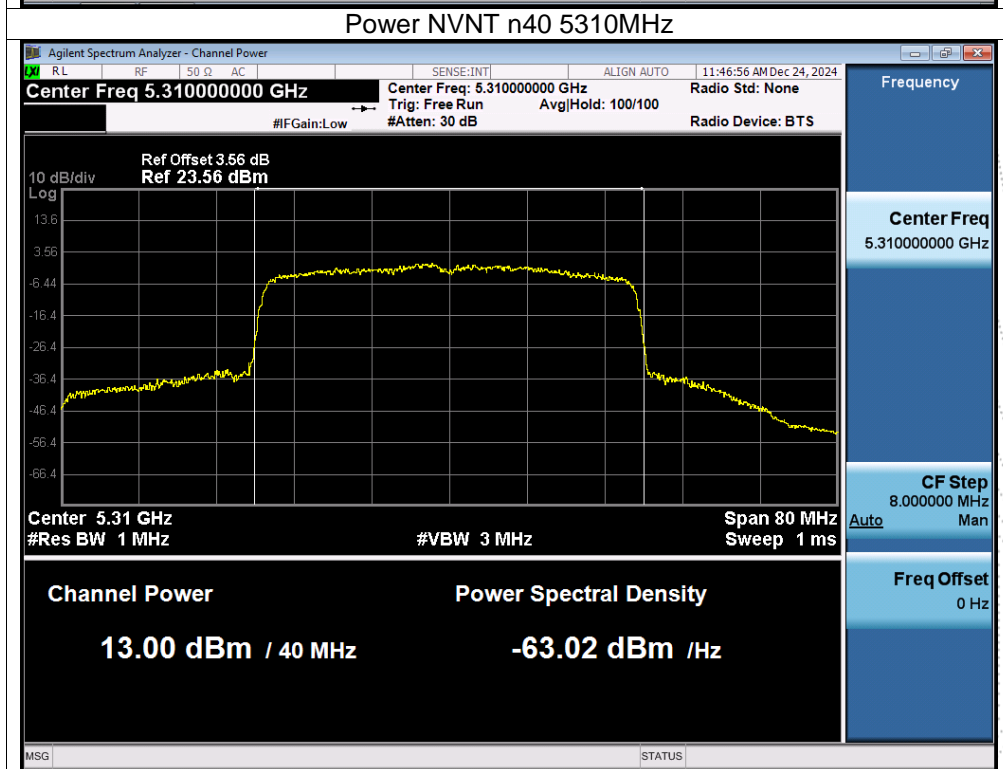 Power NVNT n40 5310MHz
Agilent Spectrum Analyzer - Channel Power
LXI RL RF 50 Ω AC SENSE:INT ALIGN AUTO 11:46:56 AM Dec 24, 2024
Center Freq 5.310000000 GHz Center Freq: 5.310000000 GHz Radio Std: None
Trig: Free Run Avg|Hold: 100/100
#IFGain:Low #Atten: 30 dB Radio Device: BTS
Ref Offset 3.56 dB
10 dB/div Ref 23.56 dBm
Log
13.6
3.56
-6.44
-16.4
-26.4
-36.4
-46.4
-56.4
-66.4
Center 5.31 GHz Span 80 MHz
#Res BW 1 MHz #VBW 3 MHz Sweep 1 ms
Channel Power Power Spectral Density
13.00 dBm / 40 MHz -63.02 dBm /Hz
MSG STATUS
Frequency
Center Freq
5.310000000 GHz
CF Step
8.000000 MHz
Auto Man
Freq Offset
0 Hz